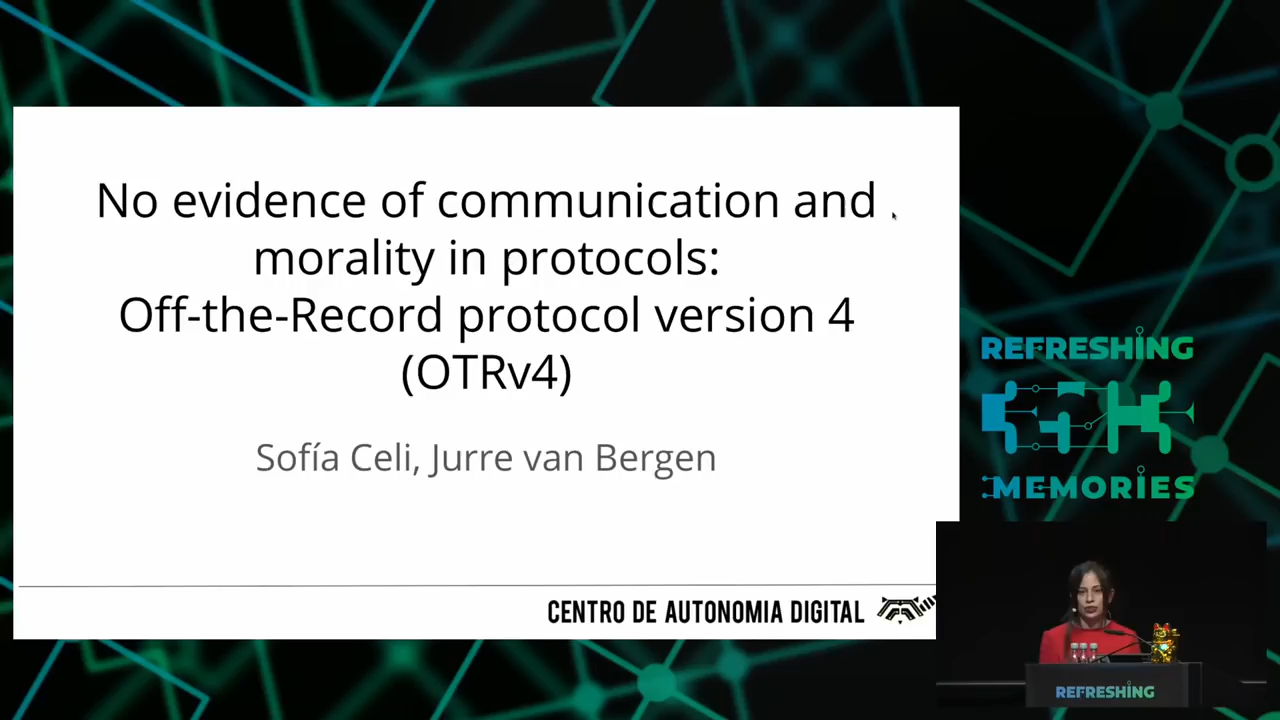 No evidence of communication and
morality in protocols:
Off-the-Record protocol version 4
(OTRv4)
Sofía Celi, Jurre van Bergen
CENTRO DE AUTONOMIA DIGITAL
REFRESHING
MEMORIES
REFRESHING